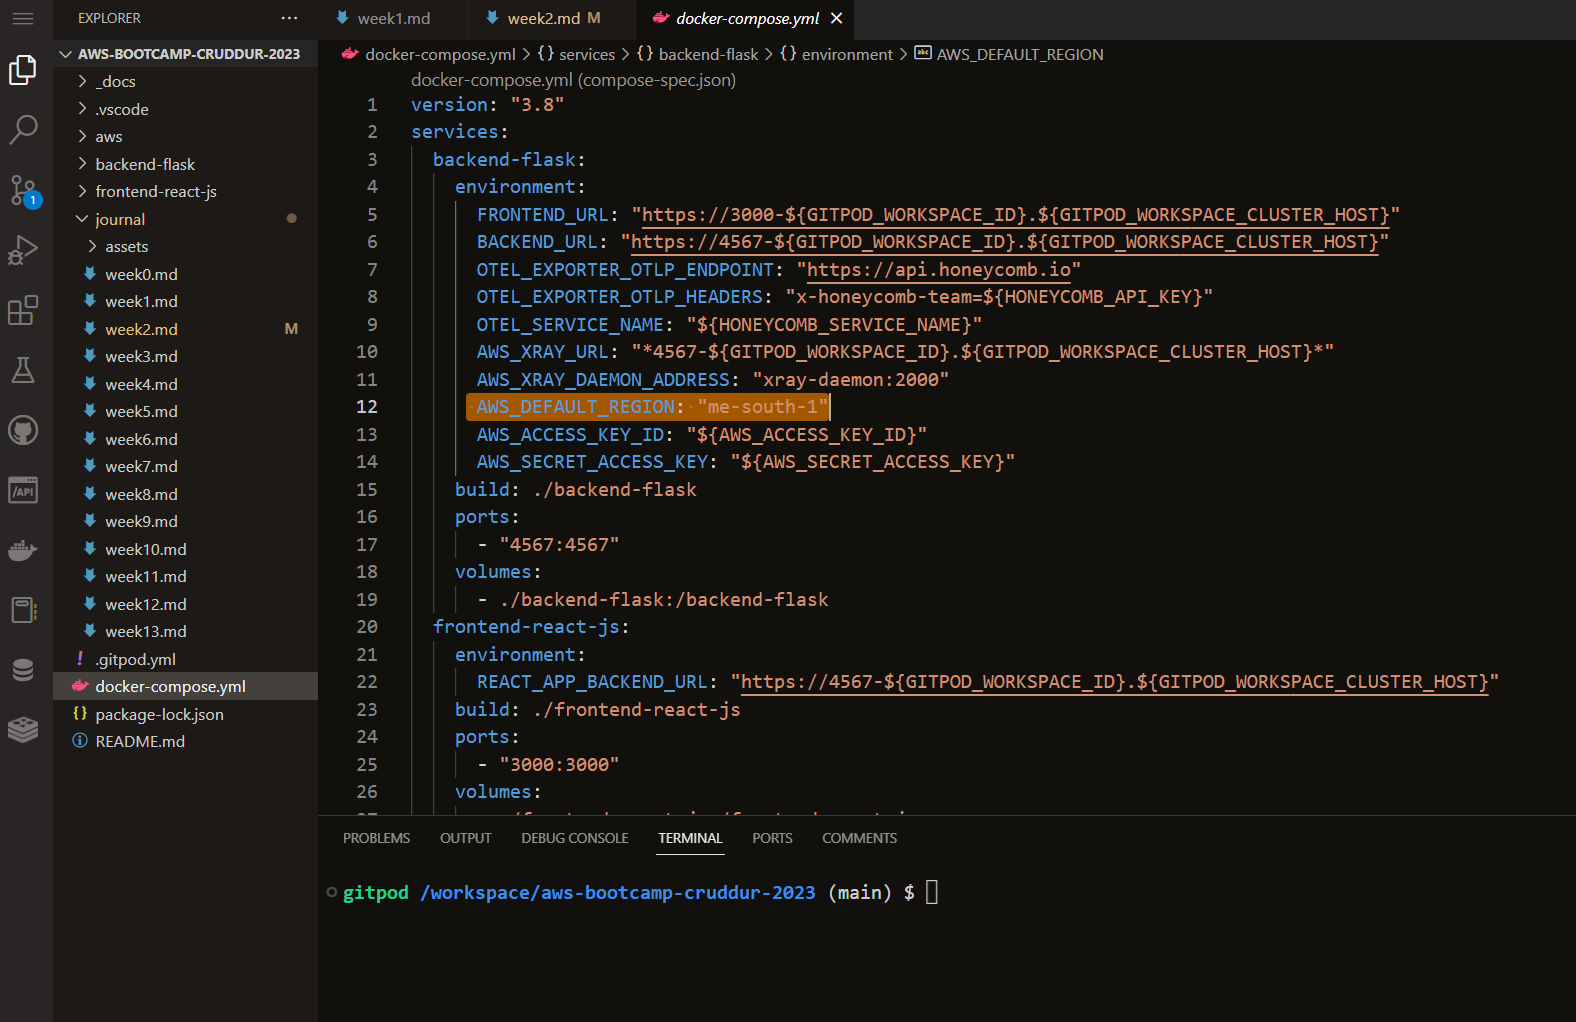 EXPLORER
AWS-BOOTCAMP-CRUDDUR-2023
_docs
.vscode
aws
backend-flask
frontend-react-js
journal
assets
week0.md
week1.md
week2.md M
week3.md
week4.md
week5.md
week6.md
week7.md
week8.md
week9.md
week10.md
week11.md
week12.md
week13.md
! .gitpod.yml
docker-compose.yml
{} package-lock.json
README.md
1
/API
week1.md week2.md M docker-compose.yml
docker-compose.yml > {} services > {} backend-flask > {} environment > abc AWS_DEFAULT_REGION
docker-compose.yml (compose-spec.json)
1 version: "3.8"
2 services:
3 backend-flask:
4 environment:
5 FRONTEND_URL: "https://3000-${GITPOD_WORKSPACE_ID}.${GITPOD_WORKSPACE_CLUSTER_HOST}"
6 BACKEND_URL: "https://4567-${GITPOD_WORKSPACE_ID}.${GITPOD_WORKSPACE_CLUSTER_HOST}"
7 OTEL_EXPORTER_OTLP_ENDPOINT: "https://api.honeycomb.io"
8 OTEL_EXPORTER_OTLP_HEADERS: "x-honeycomb-team=${HONEYCOMB_API_KEY}"
9 OTEL_SERVICE_NAME: "${HONEYCOMB_SERVICE_NAME}"
10 AWS_XRAY_URL: "*4567-${GITPOD_WORKSPACE_ID}.${GITPOD_WORKSPACE_CLUSTER_HOST}*"
11 AWS_XRAY_DAEMON_ADDRESS: "xray-daemon:2000"
12 AWS_DEFAULT_REGION: "me-south-1"
13 AWS_ACCESS_KEY_ID: "${AWS_ACCESS_KEY_ID}"
14 AWS_SECRET_ACCESS_KEY: "${AWS_SECRET_ACCESS_KEY}"
15 build: ./backend-flask
16 ports:
17 - "4567:4567"
18 volumes:
19 - ./backend-flask:/backend-flask
20 frontend-react-js:
21 environment:
22 REACT_APP_BACKEND_URL: "https://4567-${GITPOD_WORKSPACE_ID}.${GITPOD_WORKSPACE_CLUSTER_HOST}"
23 build: ./frontend-react-js
24 ports:
25 - "3000:3000"
26 volumes:
PROBLEMS OUTPUT DEBUG CONSOLE TERMINAL PORTS COMMENTS
gitpod /workspace/aws-bootcamp-cruddur-2023 (main) $